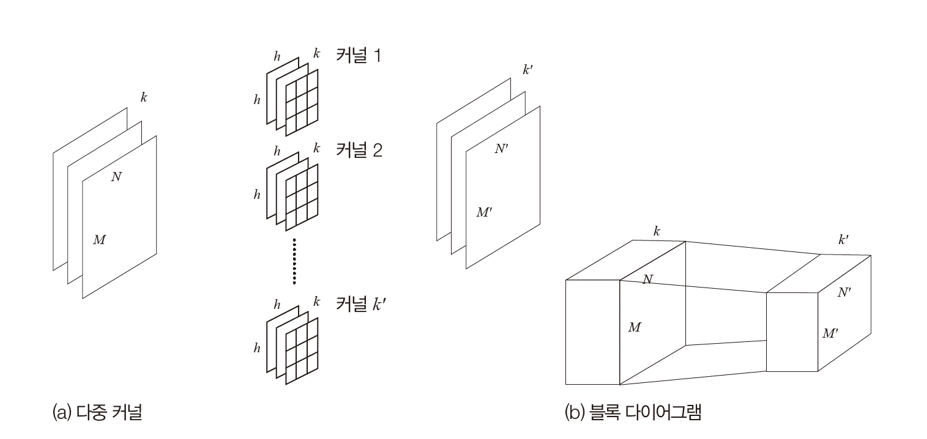 h k 커널 1
h
k
N
M
h k 커널 2
h
h k 커널 k′
h
k′
N′
M′
(a) 다중 커널
k
N
M
k′
N′
M′
(b) 블록 다이어그램